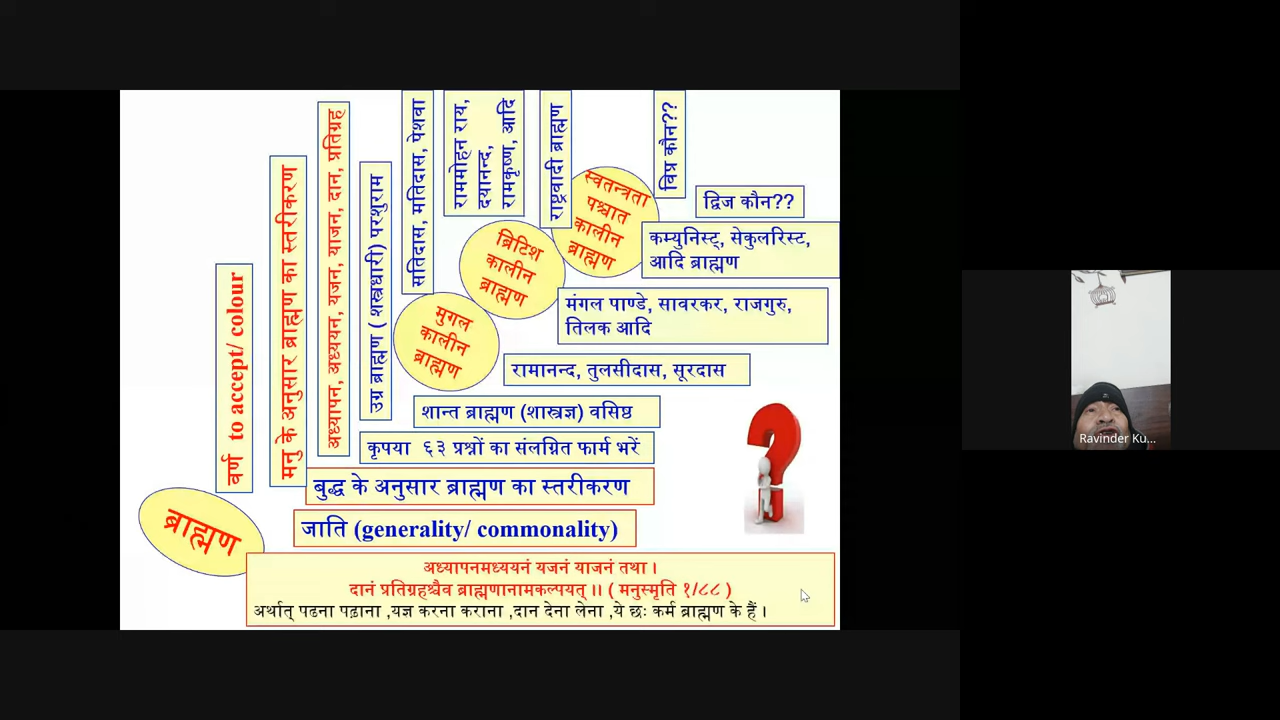 वर्ण to accept/ colour
मनु के अनुसार ब्राह्मण का स्तरीकरण
अध्यापन, अध्ययन, यजन, याजन, दान, प्रतिग्रह
उग्र ब्राह्मण ( शस्त्रधारी) परशुराम
सतिदास, मतिदास, पेशवा
राममोहन राय,
दयानन्द,
रामकृष्ण, आदि
राष्ट्रवादी ब्राह्मण
विप्र कौन??
स्वतन्त्रता
पश्चात
कालीन
ब्राह्मण
द्विज कौन??
कम्युनिस्ट्, सेकुलरिस्ट,
आदि ब्राह्मण
ब्रिटिश
कालीन
ब्राह्मण
मंगल पाण्डे, सावरकर, राजगुरु,
तिलक आदि
मुगल
कालीन
ब्राह्मण
रामानन्द, तुलसीदास, सूरदास
शान्त ब्राह्मण (शास्त्रज्ञ) वसिष्ठ
कृपया ६३ प्रश्नों का संलग्नित फार्म भरें
बुद्ध के अनुसार ब्राह्मण का स्तरीकरण
जाति (generality/ commonality)
ब्राह्मण
अध्यापनमध्ययनं यजनं याजनं तथा ।
दानं प्रतिग्रहश्चैव ब्राह्मणानामकल्पयत् ।। ( मनुस्मृति १/८८ )
अर्थात् पढना पढ़ाना ,यज्ञ करना कराना ,दान देना लेना ,ये छः कर्म ब्राह्मण के हैं ।
Ravinder Ku...